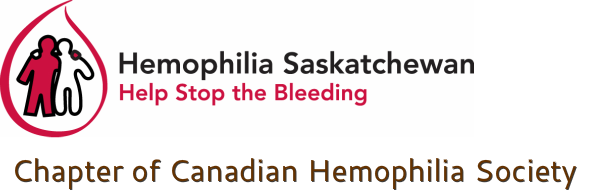 Hemophilia Saskatchewan
Help Stop the Bleeding
Chapter of Canadian Hemophilia Society